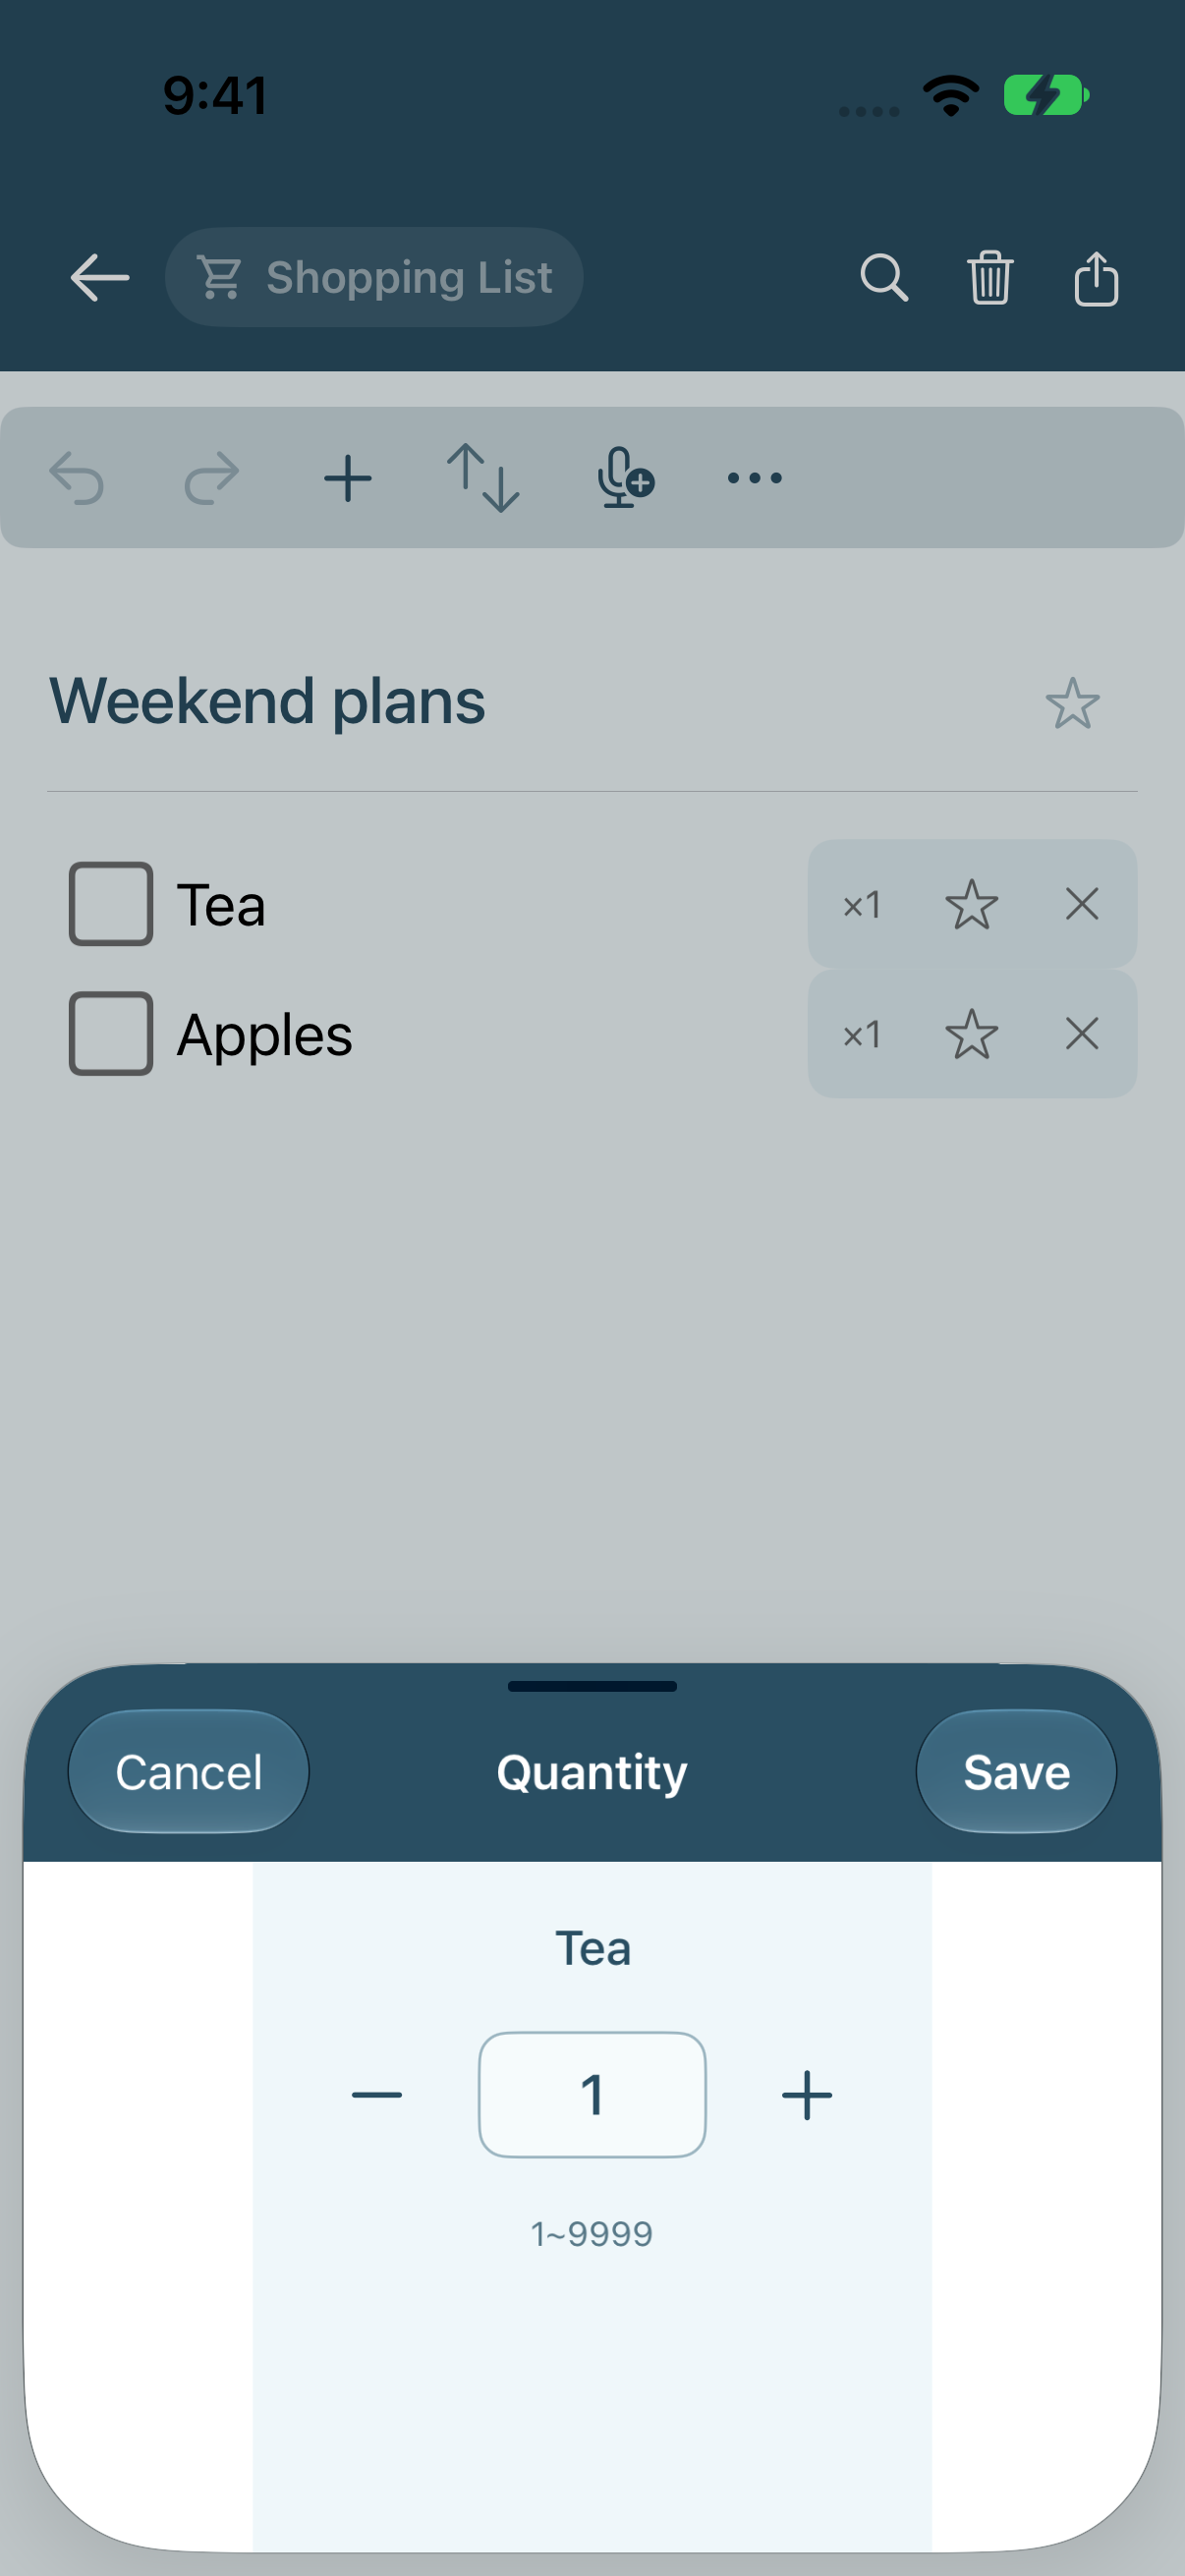 9:41
Shopping List
Weekend plans
Tea ×1
Apples ×1
Cancel Quantity Save
Tea
1
1~9999